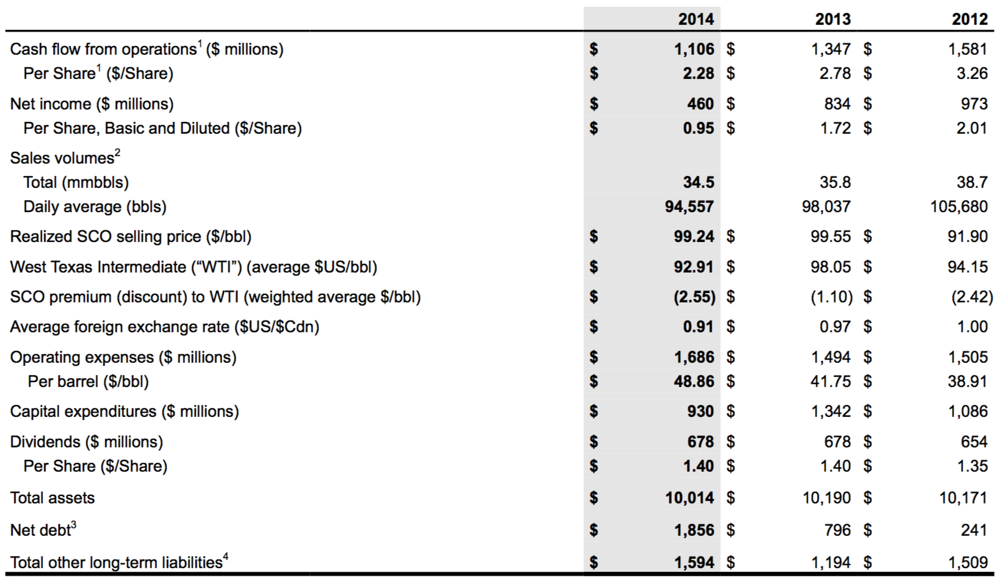 2014 2013 2012
Cash flow from operations¹ ($ millions) $ 1,106 $ 1,347 $ 1,581
Per Share¹ ($/Share) $ 2.28 $ 2.78 $ 3.26
Net income ($ millions) $ 460 $ 834 $ 973
Per Share, Basic and Diluted ($/Share) $ 0.95 $ 1.72 $ 2.01
Sales volumes²
Total (mmbbls) 34.5 35.8 38.7
Daily average (bbls) 94,557 98,037 105,680
Realized SCO selling price ($/bbl) $ 99.24 $ 99.55 $ 91.90
West Texas Intermediate (“WTI”) (average $US/bbl) $ 92.91 $ 98.05 $ 94.15
SCO premium (discount) to WTI (weighted average $/bbl) $ (2.55) $ (1.10) $ (2.42)
Average foreign exchange rate ($US/$Cdn) $ 0.91 $ 0.97 $ 1.00
Operating expenses ($ millions) $ 1,686 $ 1,494 $ 1,505
Per barrel ($/bbl) $ 48.86 $ 41.75 $ 38.91
Capital expenditures ($ millions) $ 930 $ 1,342 $ 1,086
Dividends ($ millions) $ 678 $ 678 $ 654
Per Share ($/Share) $ 1.40 $ 1.40 $ 1.35
Total assets $ 10,014 $ 10,190 $ 10,171
Net debt³ $ 1,856 $ 796 $ 241
Total other long-term liabilities⁴ $ 1,594 $ 1,194 $ 1,509